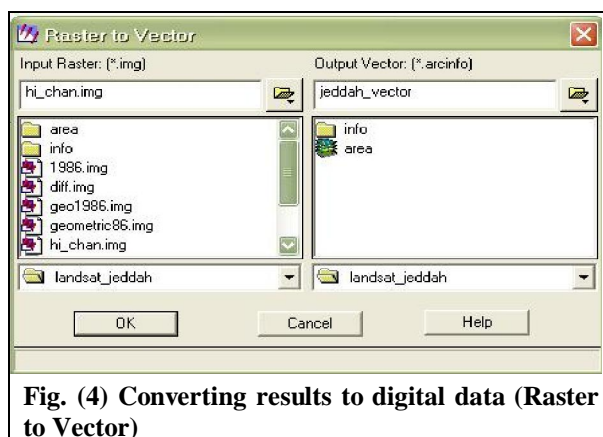 Raster to Vector
Input Raster: (*.img)
Output Vector: (*.arcinfo)
hi_chan.img
jeddah_vector
area
info
1986.img
diff.img
geo1986.img
geometric86.img
hi_chan.img
info
area
landsat_jeddah
landsat_jeddah
OK
Cancel
Help
Fig. (4) Converting results to digital data (Raster
to Vector)